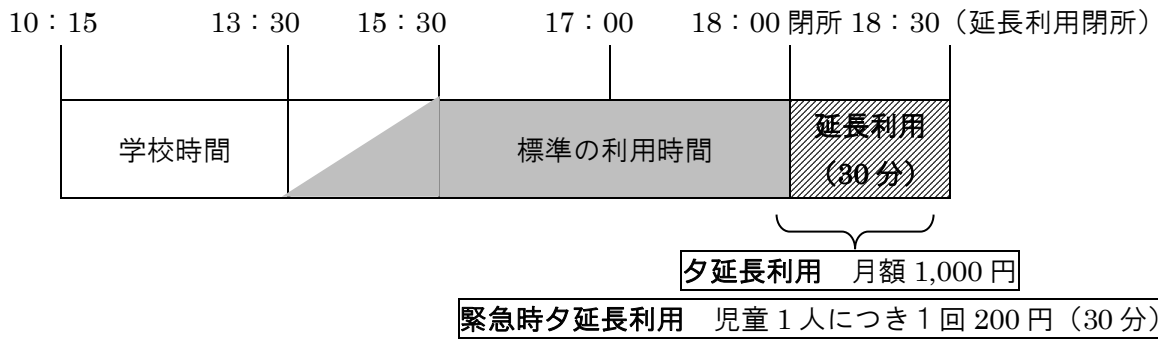 10：15 13：30 15：30 17：00 18：00 閉所 18：30（延長利用閉所）
学校時間 標準の利用時間 延長利用
（30 分）
夕延長利用 月額 1,000 円
緊急時夕延長利用 児童 1 人につき 1 回 200 円（30 分）